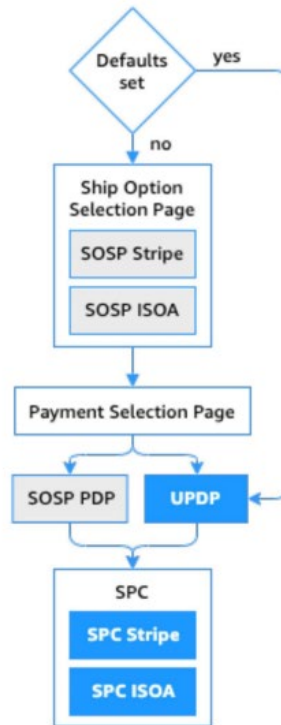 Defaults
set
yes
no
Ship Option
Selection Page
SOSP Stripe
SOSP ISOA
Payment Selection Page
SOSP PDP
UPDP
SPC
SPC Stripe
SPC ISOA